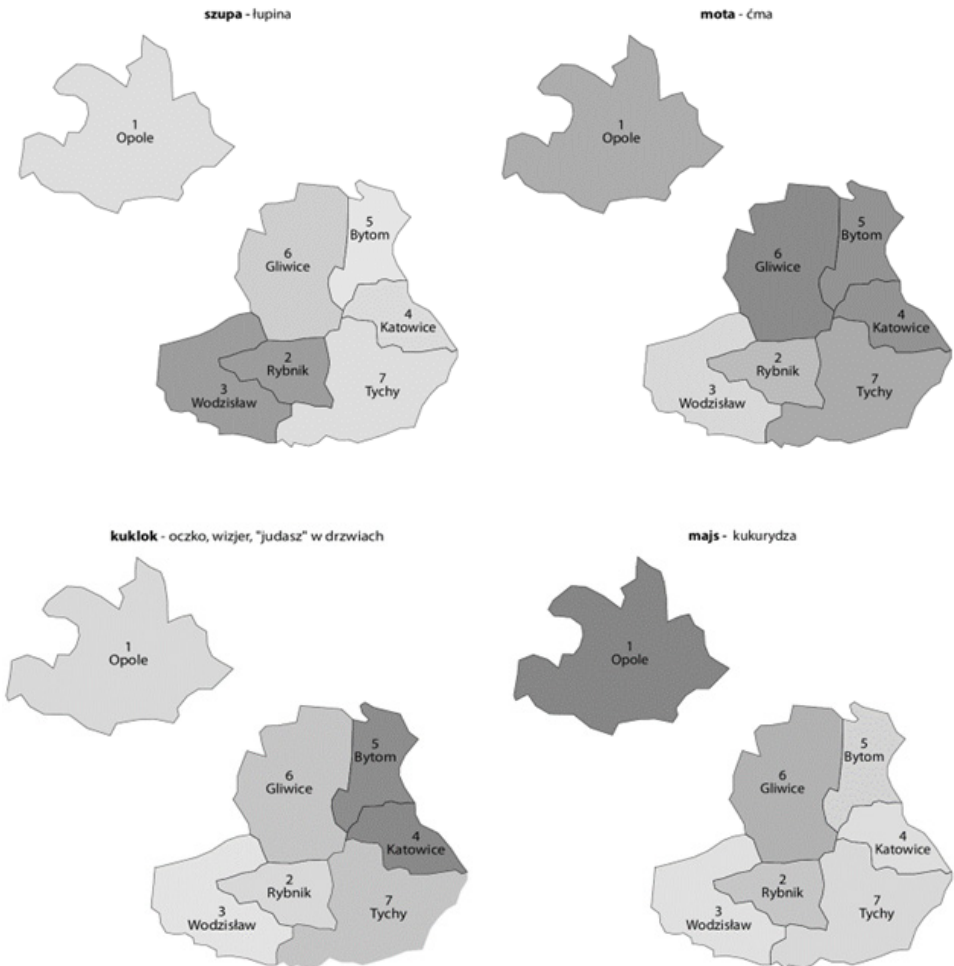 szupa - łupina
1
Opole
5
Bytom
6
Gliwice
4
Katowice
2
Rybnik
7
Tychy
3
Wodzisław
mota - ćma
1
Opole
5
Bytom
6
Gliwice
4
Katowice
2
Rybnik
7
Tychy
3
Wodzisław
kuklok - oczko, wizjer, "judasz" w drzwiach
1
Opole
5
Bytom
6
Gliwice
4
Katowice
2
Rybnik
7
Tychy
3
Wodzisław
majs - kukurydza
1
Opole
5
Bytom
6
Gliwice
4
Katowice
2
Rybnik
7
Tychy
3
Wodzisław